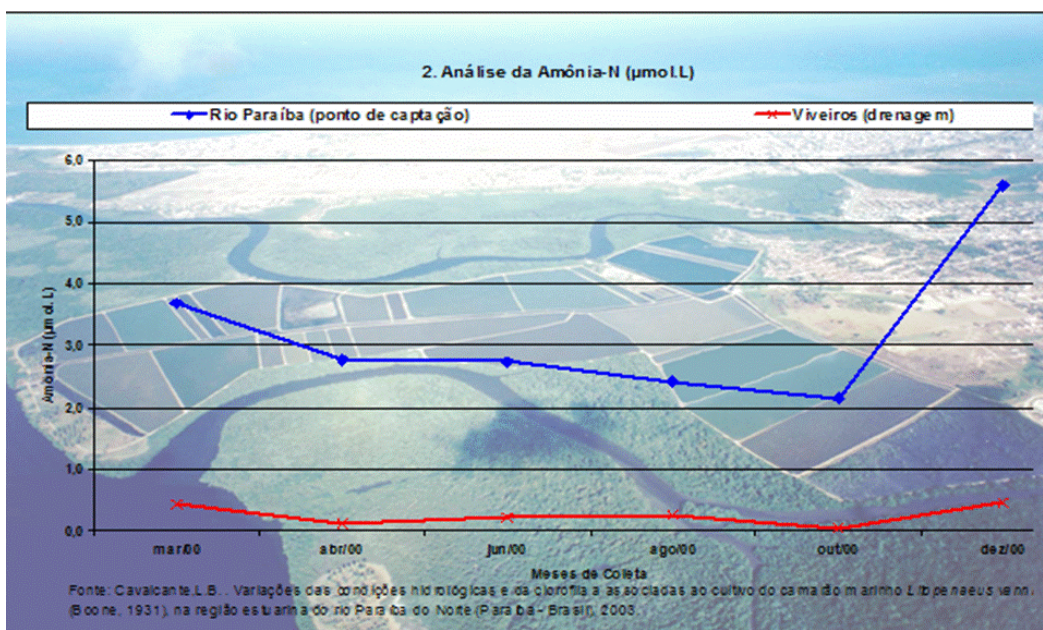 2. Análise da Amônia-N (µmol.L)
Rio Paraíba (ponto de captação) Viveiros (drenagem)
6,0
5,0
4,0
3,0
2,0
1,0
0,0
Amônia-N (µmol.L)
mar/00 abr/00 jun/00 ago/00 out/00 dez/00
Meses de Coleta
Fonte: Cavalcante,L.B.. Variações das condições hidrológicas e da clorofila a associadas ao cultivo do camarão marinho Litopenaeus
(Boone, 1931), na região estuarina do rio Paraíba do Norte (Paraíba - Brasil), 2003.